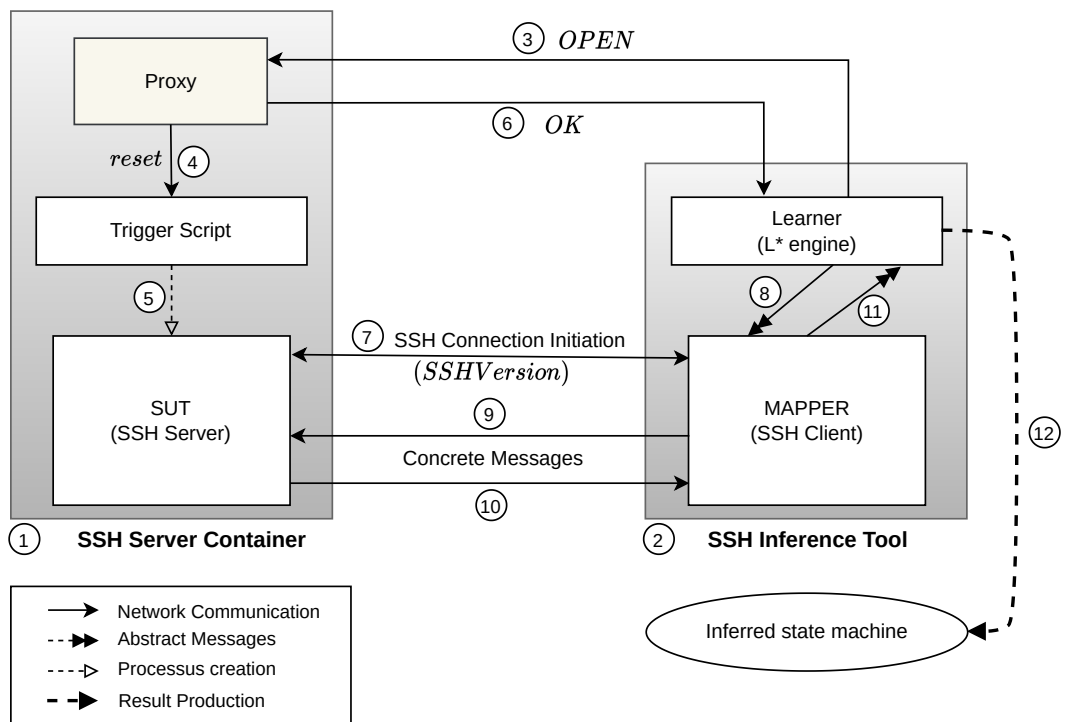 3 OPEN
Proxy
6 OK
reset 4
Trigger Script
Learner
(L* engine)
5
8
11
7 SSH Connection Initiation
(SSHVersion)
SUT
(SSH Server)
9
MAPPER
(SSH Client)
12
Concrete Messages
10
1 SSH Server Container
2 SSH Inference Tool
Network Communication
Abstract Messages
Processus creation
Result Production
Inferred state machine